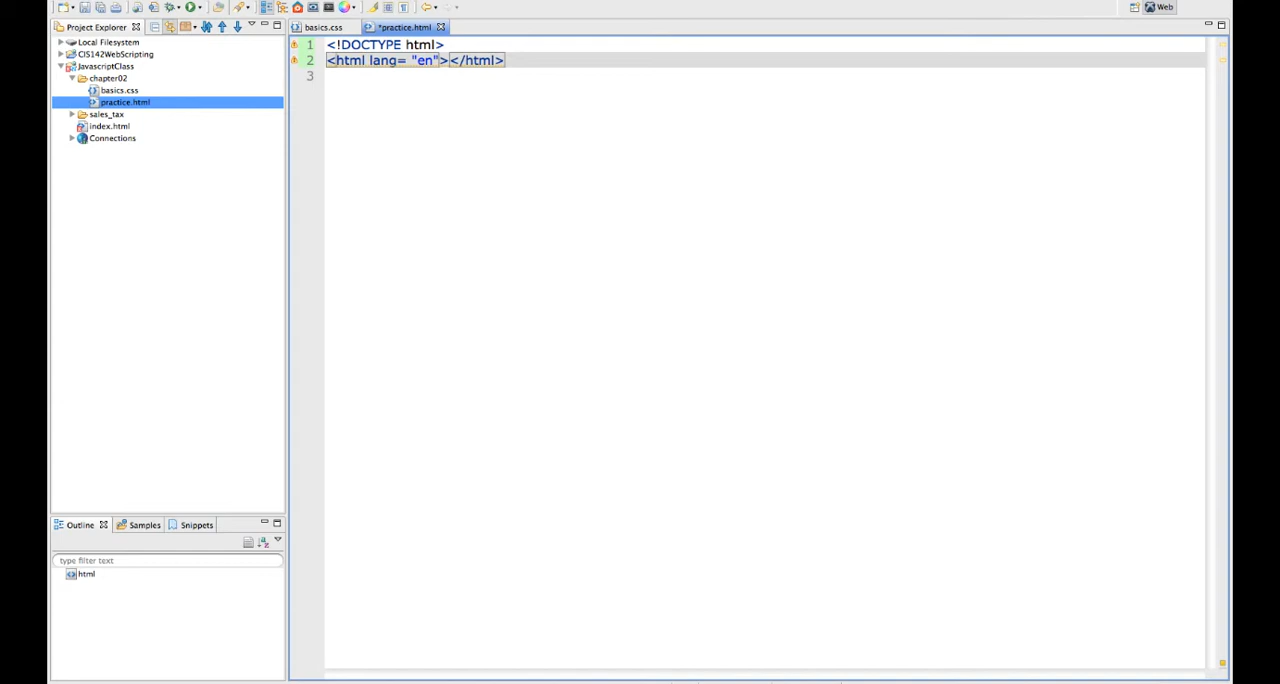 Web
Project Explorer
basics.css
*practice.html
Local Filesystem
CIS142WebScripting
JavascriptClass
chapter02
basics.css
practice.html
sales_tax
index.html
Connections
1 <!DOCTYPE html>
2 <html lang= "en"></html>
3
Outline
Samples
Snippets
type filter text
html